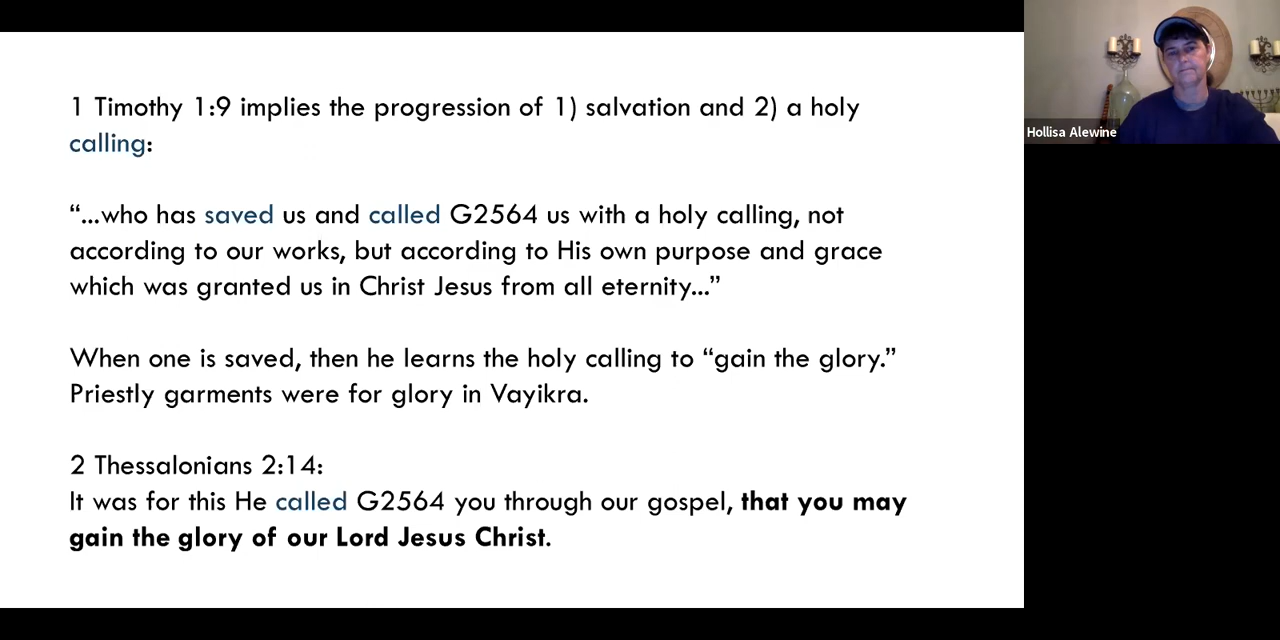 1 Timothy 1:9 implies the progression of 1) salvation and 2) a holy
calling:
“...who has saved us and called G2564 us with a holy calling, not
according to our works, but according to His own purpose and grace
which was granted us in Christ Jesus from all eternity...”
When one is saved, then he learns the holy calling to “gain the glory.”
Priestly garments were for glory in Vayikra.
2 Thessalonians 2:14:
It was for this He called G2564 you through our gospel, that you may
gain the glory of our Lord Jesus Christ.
Hollisa Alewine